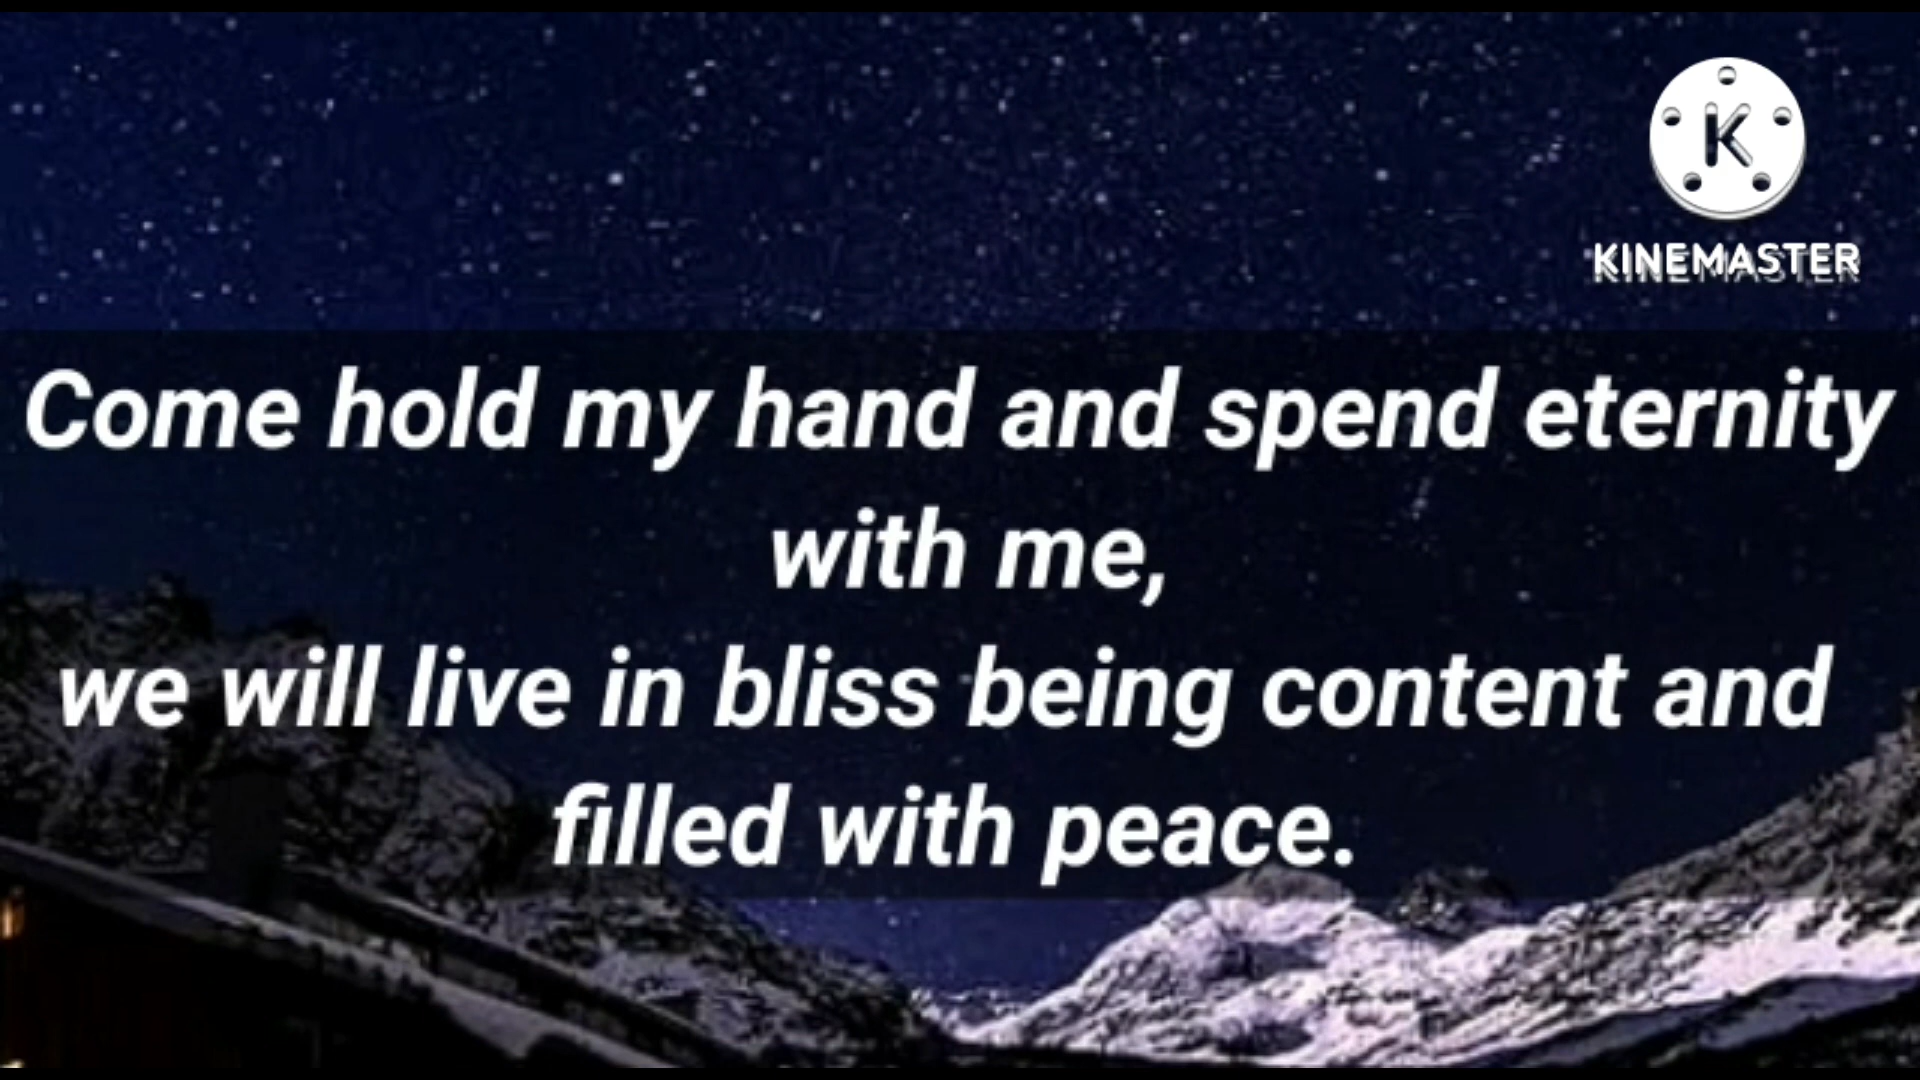 K
KINEMASTER
Come hold my hand and spend eternity
with me,
we will live in bliss being content and
filled with peace.